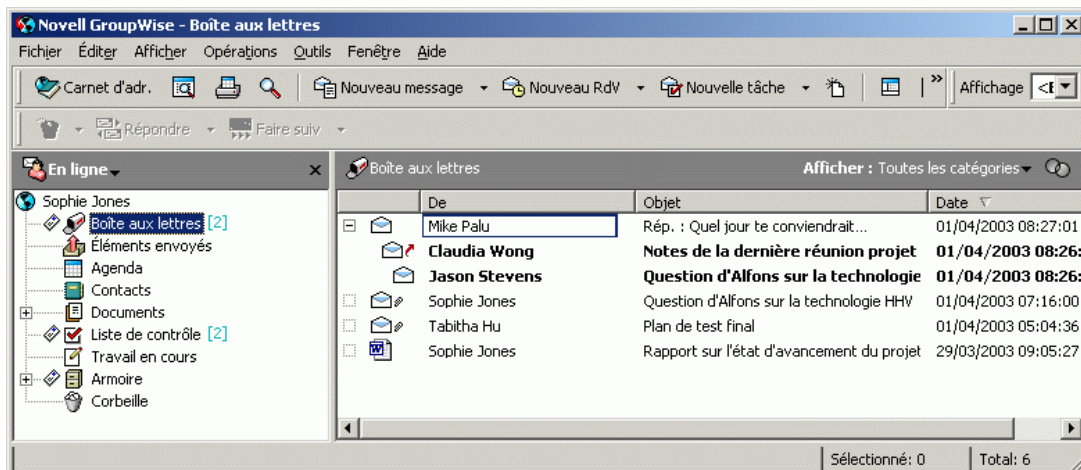 Novell GroupWise - Boîte aux lettres
Fichier Éditer Afficher Opérations Outils Fenêtre Aide
Carnet d'adr. Nouveau message Nouveau RdV Nouvelle tâche » Affichage
Répondre Faire suiv
En ligne x Boîte aux lettres Afficher : Toutes les catégories
Sophie Jones De Objet Date
Boîte aux lettres [2] Mike Palu Rép. : Quel jour te conviendrait... 01/04/2003 08:27:01
Éléments envoyés Claudia Wong Notes de la dernière réunion projet 01/04/2003 08:26:
Agenda Jason Stevens Question d'Alfons sur la technologie 01/04/2003 08:26:
Contacts Sophie Jones Question d'Alfons sur la technologie HHV 01/04/2003 07:16:00
Documents Tabitha Hu Plan de test final 01/04/2003 05:04:36
Liste de contrôle [2] Sophie Jones Rapport sur l'état d'avancement du projet 29/03/2003 09:05:27
Travail en cours
Armoire
Corbeille
Sélectionné: 0 Total: 6